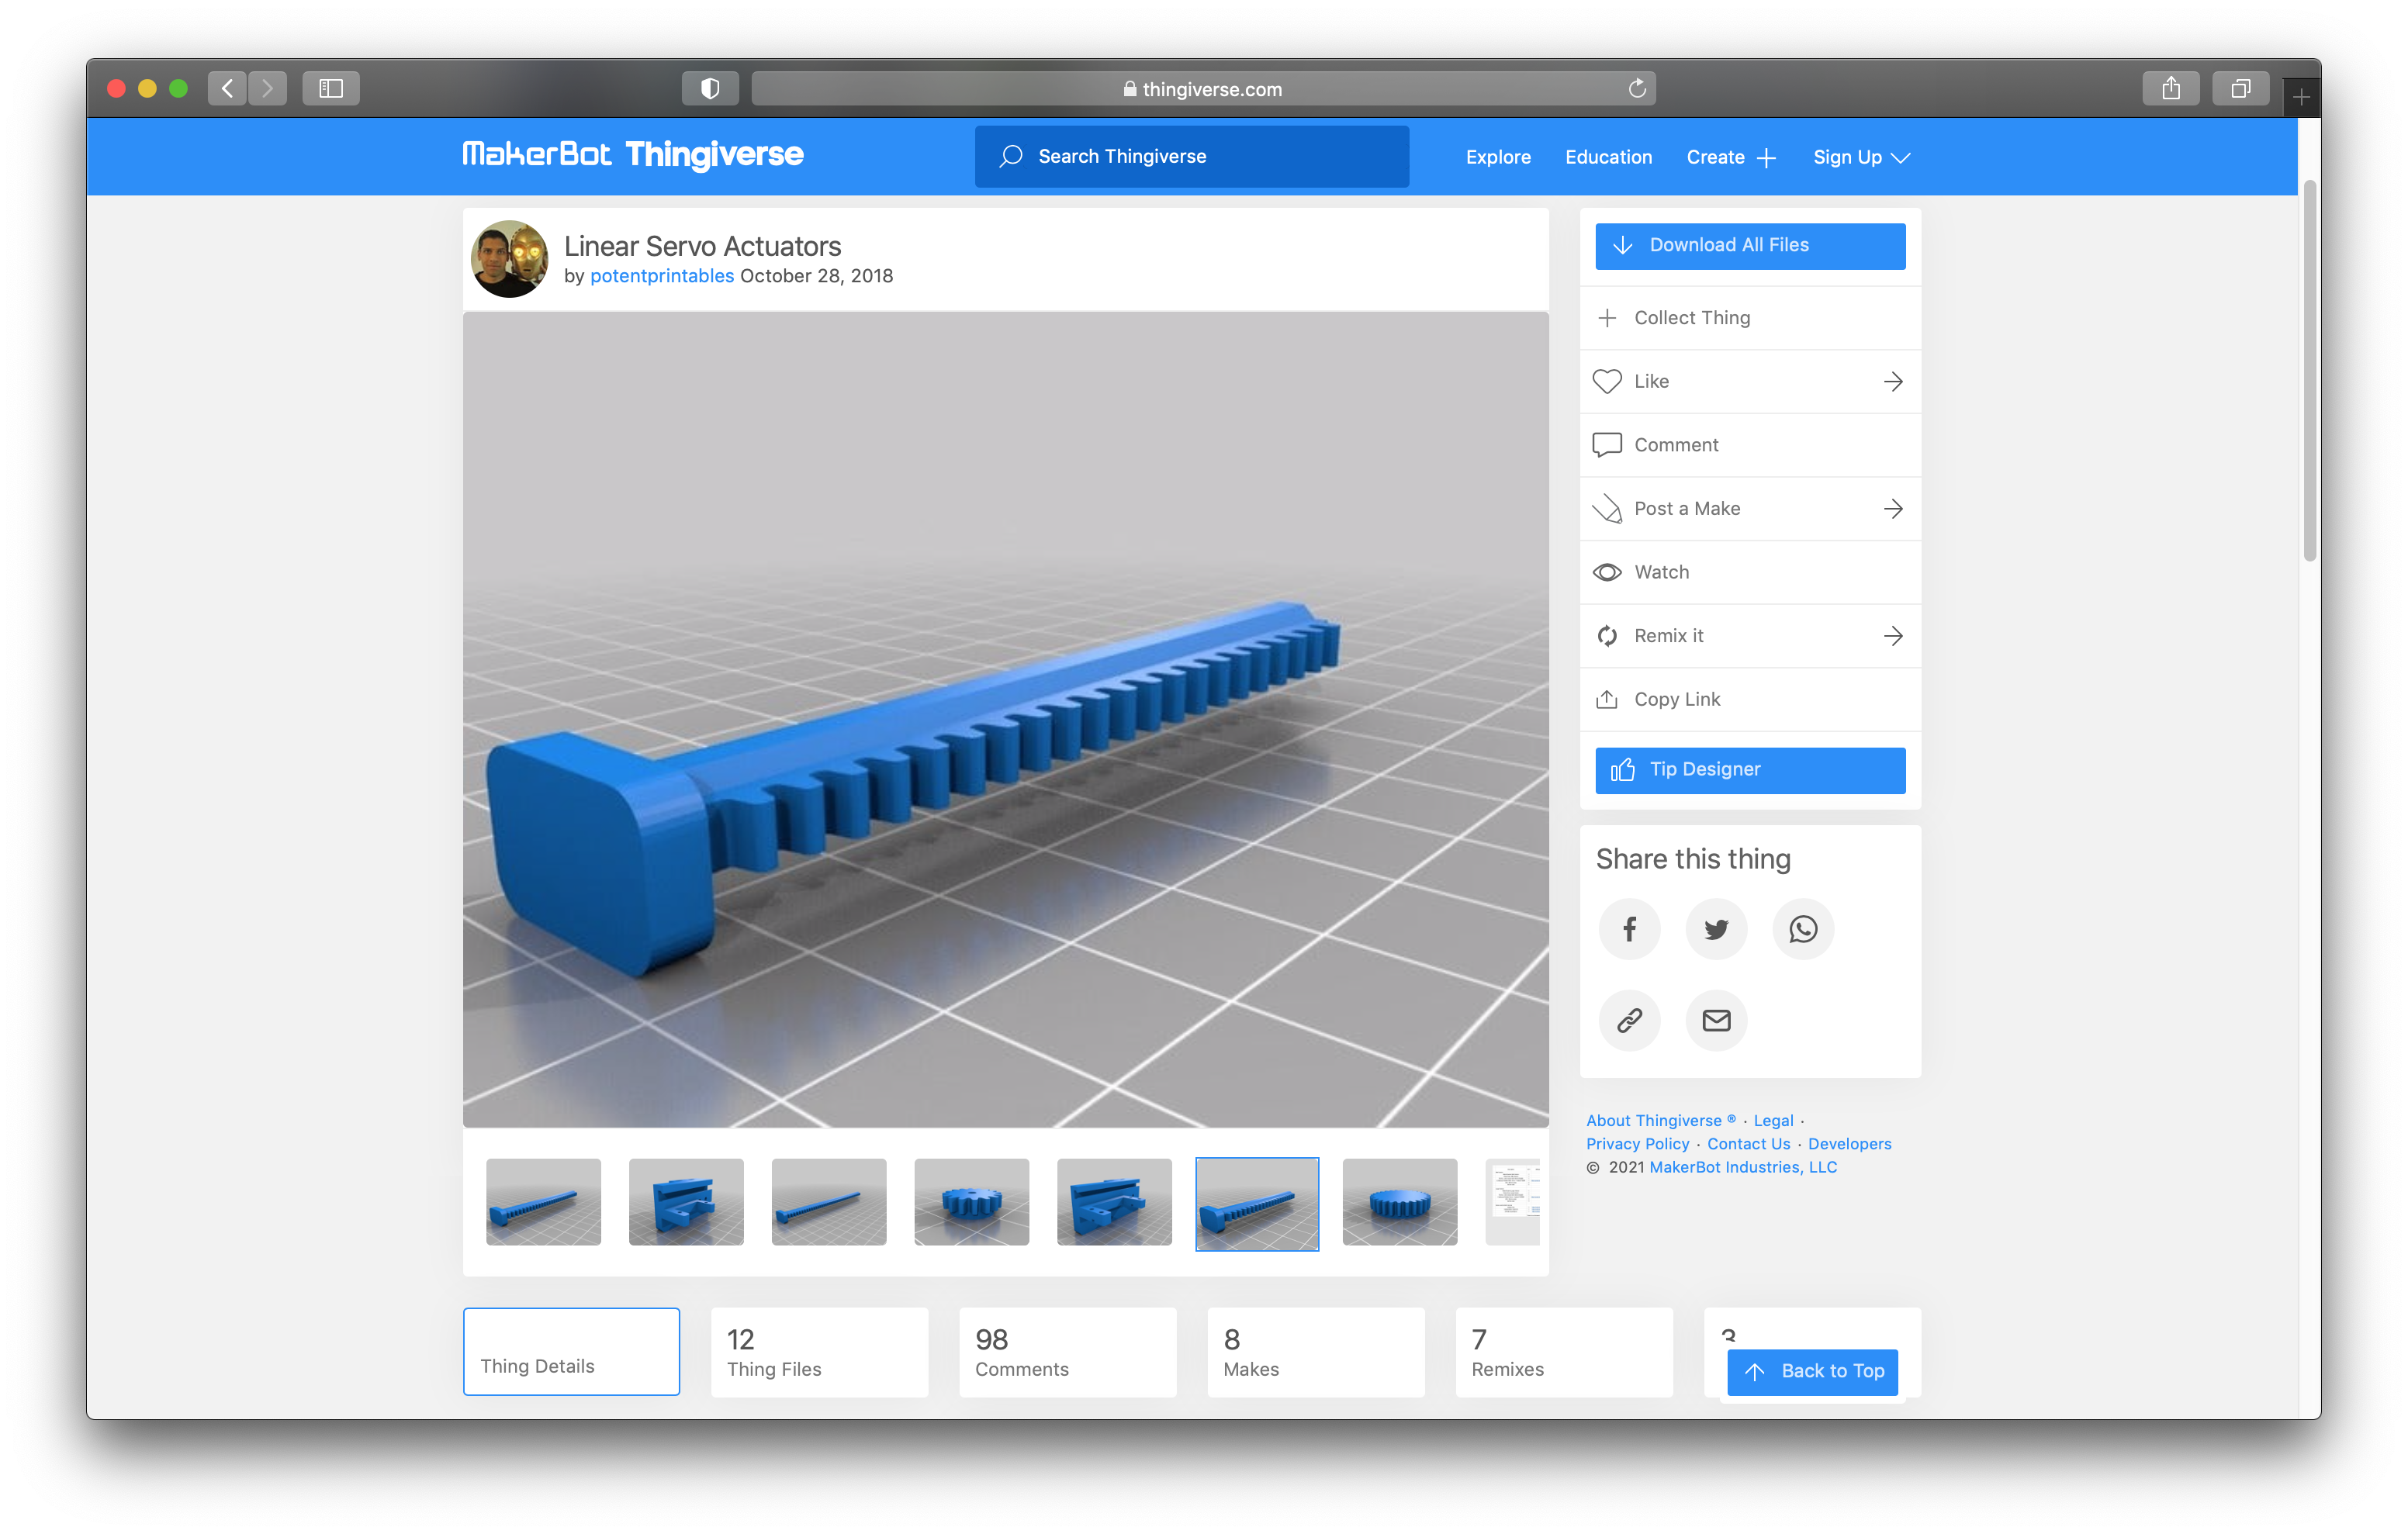 thingiverse.com
MakerBot Thingiverse
Search Thingiverse
Explore
Education
Create
Sign Up
Linear Servo Actuators
by potentprintables October 28, 2018
Download All Files
Collect Thing
Like
Comment
Post a Make
Watch
Remix it
Copy Link
Tip Designer
Share this thing
About Thingiverse ® · Legal ·
Privacy Policy · Contact Us · Developers
© 2021 MakerBot Industries, LLC
Thing Details
12
Thing Files
98
Comments
8
Makes
7
Remixes
Back to Top